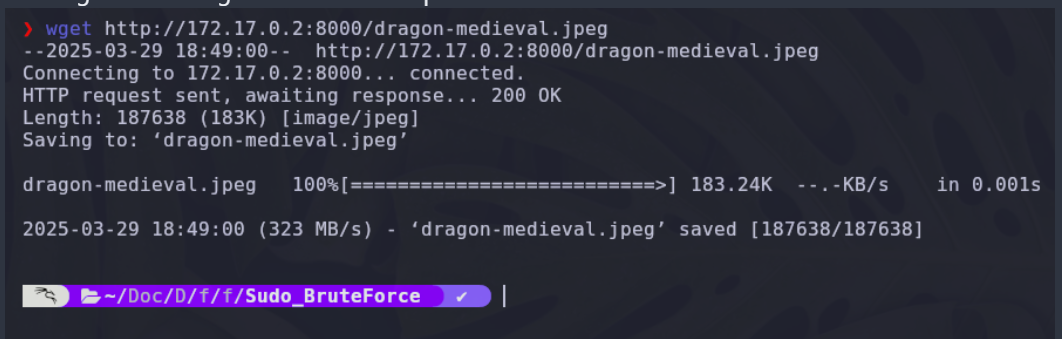 ❯ wget http://172.17.0.2:8000/dragon-medieval.jpeg
--2025-03-29 18:49:00--  http://172.17.0.2:8000/dragon-medieval.jpeg
Connecting to 172.17.0.2:8000... connected.
HTTP request sent, awaiting response... 200 OK
Length: 187638 (183K) [image/jpeg]
Saving to: ‘dragon-medieval.jpeg’
dragon-medieval.jpeg   100%[==========================>] 183.24K  --.-KB/s    in 0.001s
2025-03-29 18:49:00 (323 MB/s) - ‘dragon-medieval.jpeg’ saved [187638/187638]
~/Doc/D/f/f/Sudo_BruteForce ✔